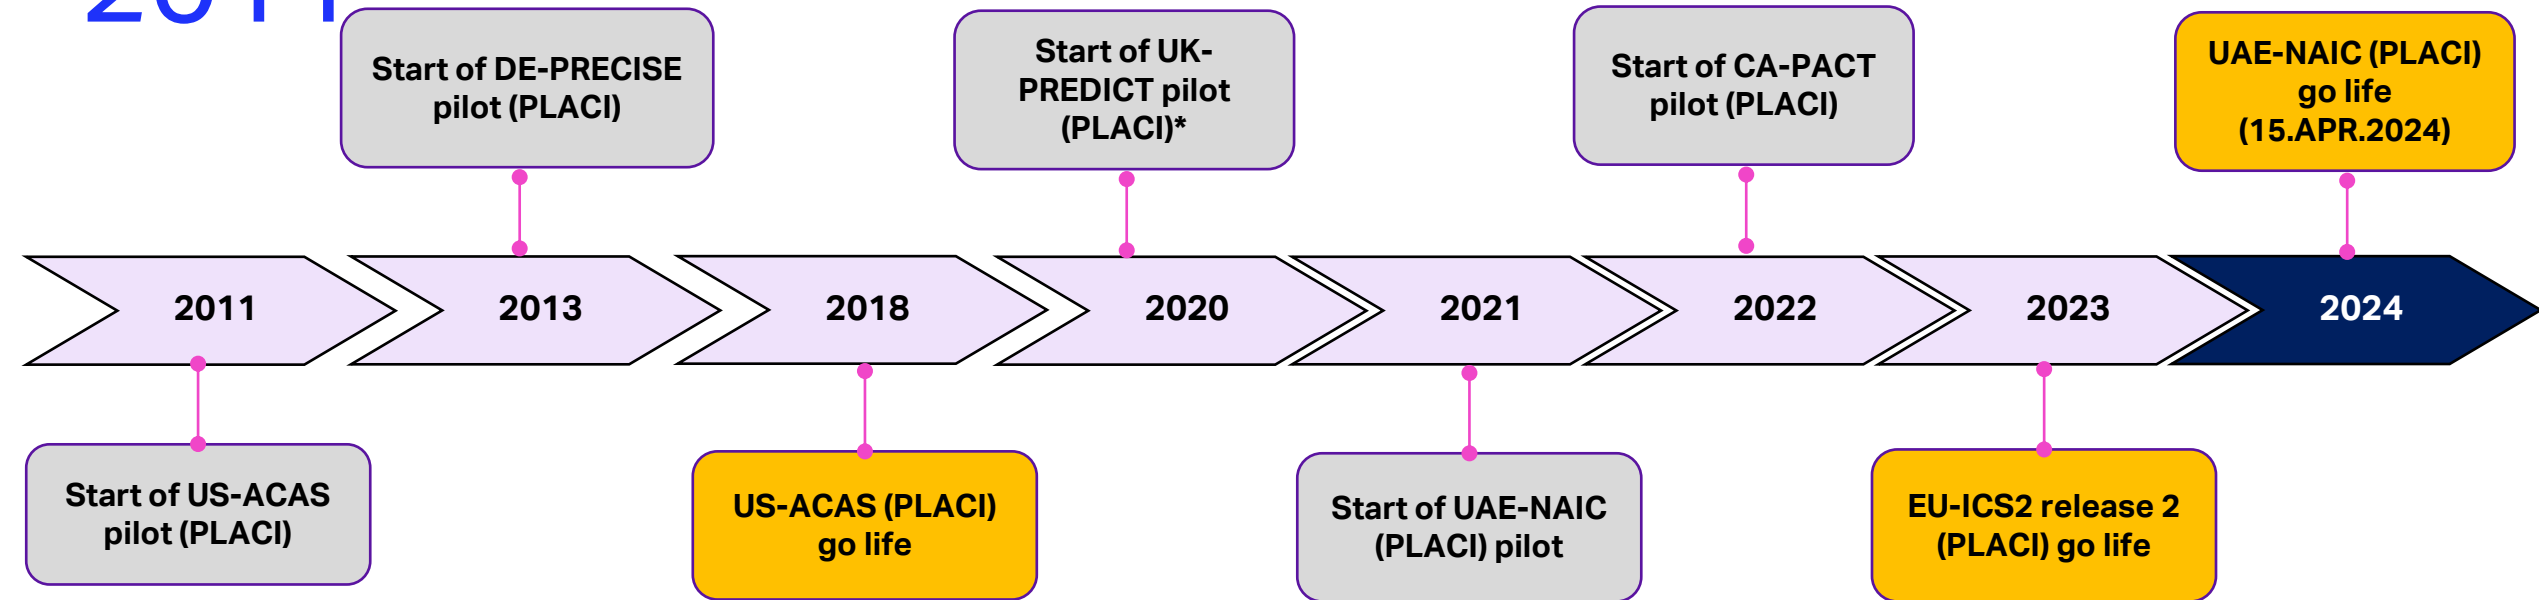 Start of DE-PRECISE
pilot (PLACI)
Start of UK-
PREDICT pilot
(PLACI)*
Start of CA-PACT
pilot (PLACI)
UAE-NAIC (PLACI)
go life
(15.APR.2024)
2011
2013
2018
2020
2021
2022
2023
2024
Start of US-ACAS
pilot (PLACI)
US-ACAS (PLACI)
go life
Start of UAE-NAIC
(PLACI) pilot
EU-ICS2 release 2
(PLACI) go life